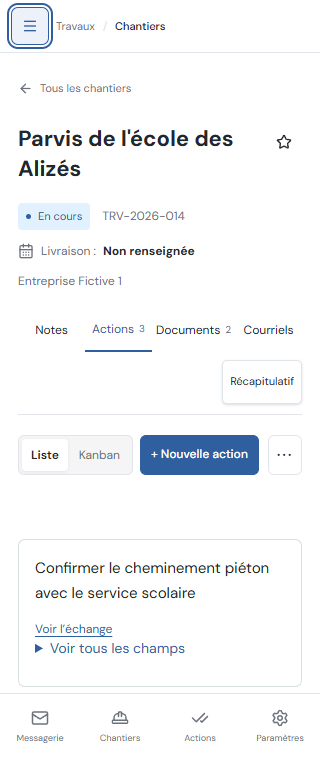 Travaux / Chantiers
Tous les chantiers
Parvis de l'école des
Alizés
En cours TRV-2026-014
Livraison : Non renseignée
Entreprise Fictive 1
Notes Actions 3 Documents 2 Courriels
Récapitulatif
Liste Kanban + Nouvelle action ...
Confirmer le cheminement piéton
avec le service scolaire
Voir l'échange
Voir tous les champs
Messagerie Chantiers Actions Paramètres